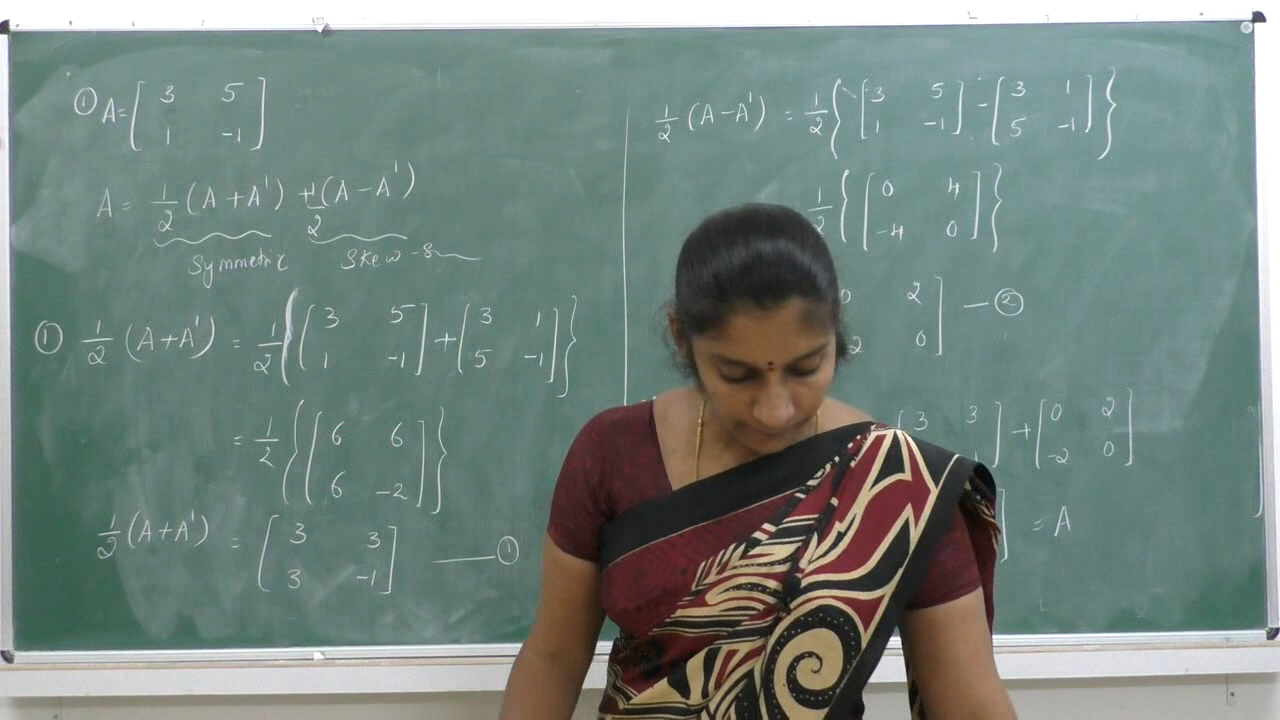 ① A = [ 3 5
1 -1 ]
A = 1/2 (A + A') + 1/2 (A - A')
Symmetric Skew-s
① 1/2 (A + A') = 1/2 { [ 3 5
1 -1 ] + [ 3 1
5 -1 ] }
= 1/2 { [ 6 6
6 -2 ] }
1/2 (A + A') = [ 3 3
3 -1 ] — ①
1/2 (A - A') = 1/2 { [ 3 5
1 -1 ] - [ 3 1
5 -1 ] }
1/2 { [ 0 4
-4 0 ] }
0 2
2 0 ] — ②
[ 3 3
] + [ 0 2
-2 0 ]
] = A